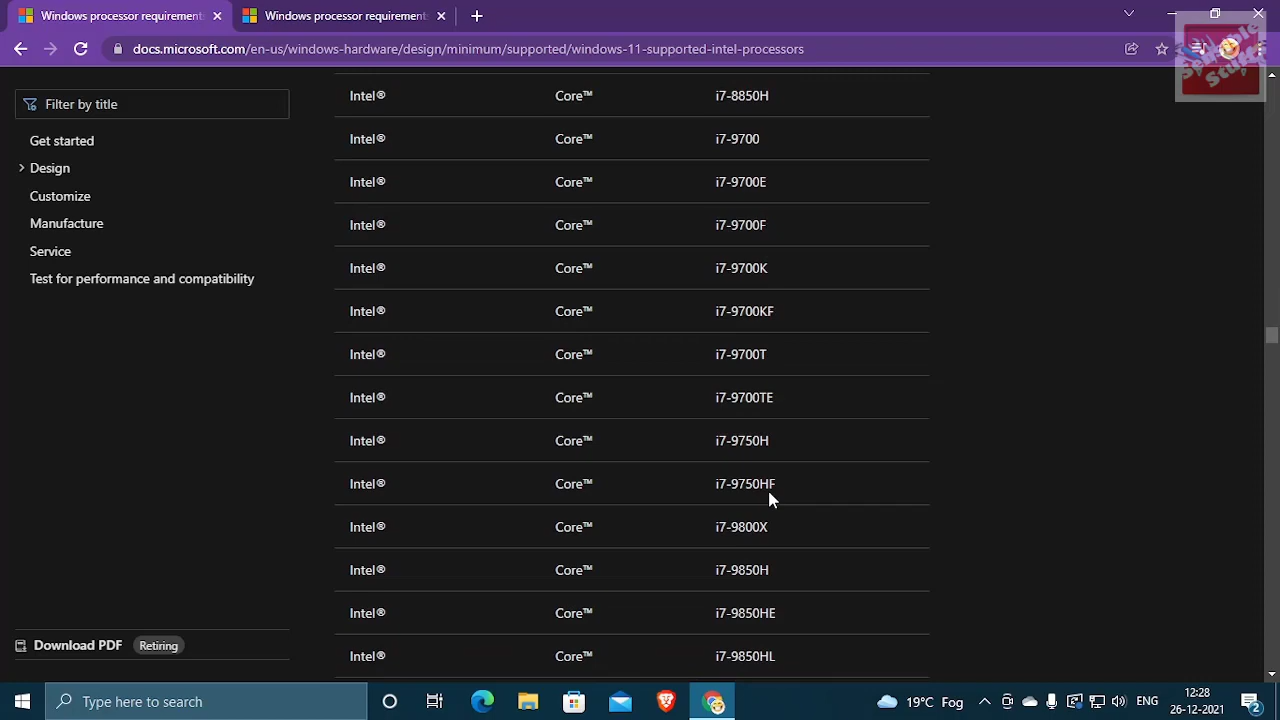 Windows processor requirement
Windows processor requirement
docs.microsoft.com/en-us/windows-hardware/design/minimum/supported/windows-11-supported-intel-processors
Sharable
Stuff
Filter by title
Get started
Design
Customize
Manufacture
Service
Test for performance and compatibility
Download PDF Retiring
Intel® Core™ i7-8850H
Intel® Core™ i7-9700
Intel® Core™ i7-9700E
Intel® Core™ i7-9700F
Intel® Core™ i7-9700K
Intel® Core™ i7-9700KF
Intel® Core™ i7-9700T
Intel® Core™ i7-9700TE
Intel® Core™ i7-9750H
Intel® Core™ i7-9750HF
Intel® Core™ i7-9800X
Intel® Core™ i7-9850H
Intel® Core™ i7-9850HE
Intel® Core™ i7-9850HL
Type here to search
19°C Fog
ENG
12:28
26-12-2021
2